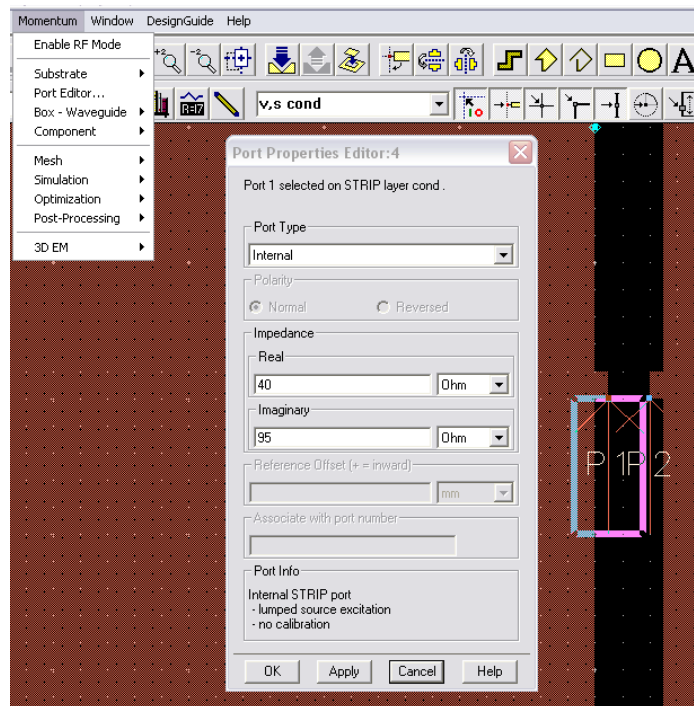 Momentum Window DesignGuide Help
Enable RF Mode
Substrate
Port Editor...
Box - Waveguide
Component
Mesh
Simulation
Optimization
Post-Processing
3D EM
+2 -2
A
v,s cond
Port Properties Editor:4
Port 1 selected on STRIP layer cond .
Port Type
Internal
Polarity
Normal Reversed
Impedance
Real
40 Ohm
Imaginary
95 Ohm
Reference Offset (+ = inward)
mm
Associate with port number
Port Info
Internal STRIP port
- lumped source excitation
- no calibration
OK Apply Cancel Help
P 1P 2